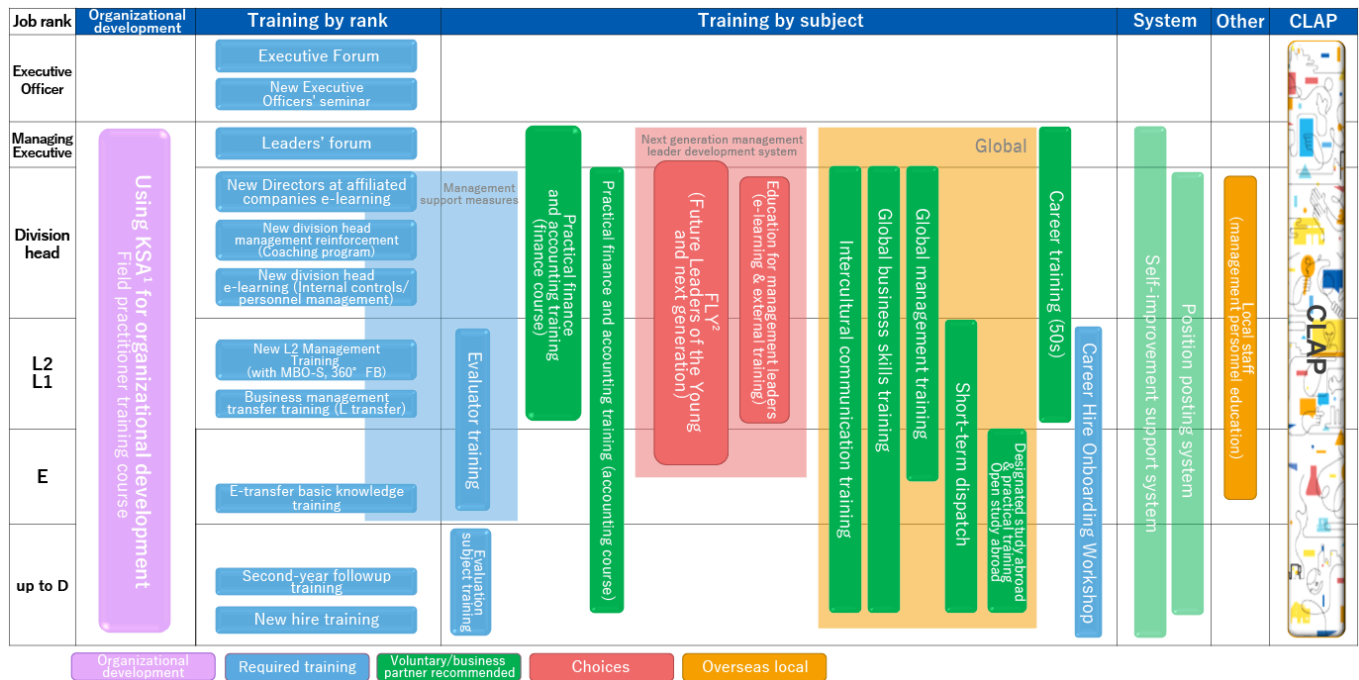 Job rank
Organizational
development
Training by rank
Training by subject
System
Other
CLAP
Executive
Officer
Managing
Executive
Division
head
L2
L1
E
up to D
Using KSA¹ for organizational development
Field practitioner training course
Executive Forum
New Executive
Officers' seminar
Leaders' forum
New Directors at affiliated
companies e-learning
New division head
management reinforcement
(Coaching program)
New division head
e-learning (Internal controls/
personnel management)
New L2 Management
Training
(with MBO-S, 360° FB)
Business management
transfer training (L transfer)
E-transfer basic knowledge
training
Second-year followup
training
New hire training
Management
support measures
Evaluator training
Evaluation
subject training
Practical finance
and accounting training
(finance course)
Practical finance and accounting training (accounting course)
Next generation management
leader development system
FLY²
(Future Leaders of the Young
and next generation)
Education for management leaders
(e-learning & external training)
Global
Intercultural communication training
Global business skills training
Global management training
Short-term dispatch
Designated study abroad
& practical training
Open study abroad
Career training (50s)
Career Hire Onboarding Workshop
Self-improvement support system
Position posting system
Local staff
(management personnel education)
CLAP
Organizational
development
Required training
Voluntary/business
partner recommended
Choices
Overseas local